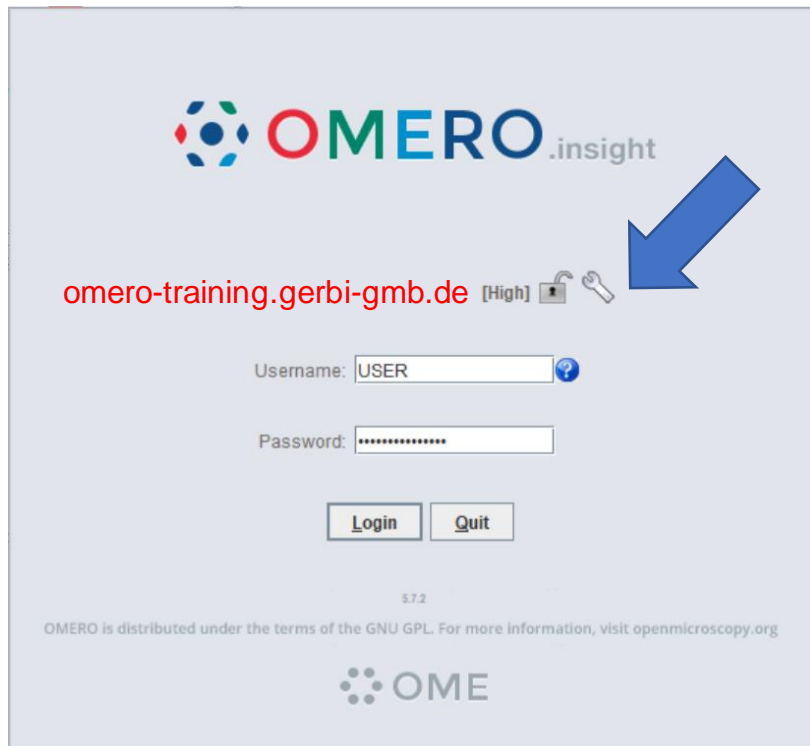 OMERO.insight
omero-training.gerbi-gmb.de [High]
Username: USER
Password: •••••••••••••••
Login Quit
5.7.2
OMERO is distributed under the terms of the GNU GPL. For more information, visit openmicroscopy.org
OME